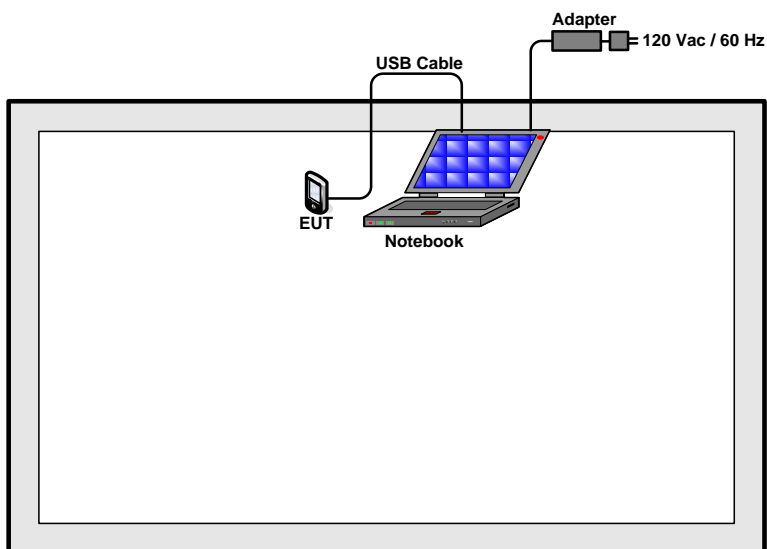 Adapter
120 Vac / 60 Hz
USB Cable
EUT
Notebook